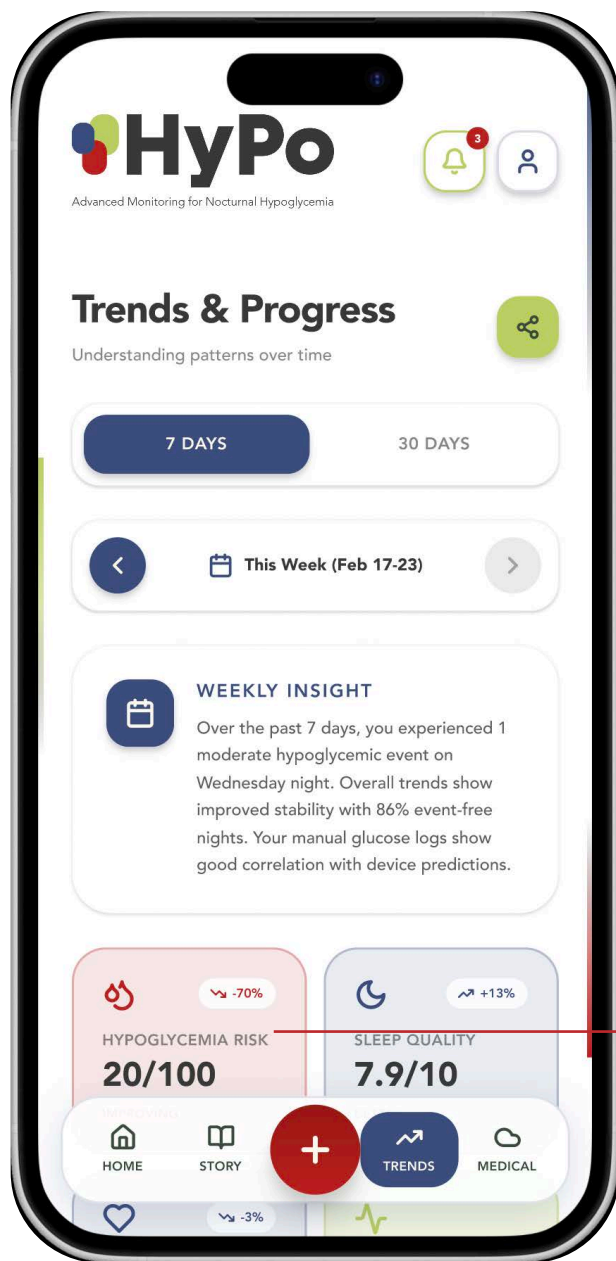 HyPo
3
Advanced Monitoring for Nocturnal Hypoglycemia
Trends & Progress
Understanding patterns over time
7 DAYS
30 DAYS
This Week (Feb 17-23)
WEEKLY INSIGHT
Over the past 7 days, you experienced 1
moderate hypoglycemic event on
Wednesday night. Overall trends show
improved stability with 86% event-free
nights. Your manual glucose logs show
good correlation with device predictions.
-70%
+13%
HYPOGLYCEMIA RISK
SLEEP QUALITY
20/100
7.9/10
IMPROVING
HOME
STORY
+
TRENDS
MEDICAL
-3%